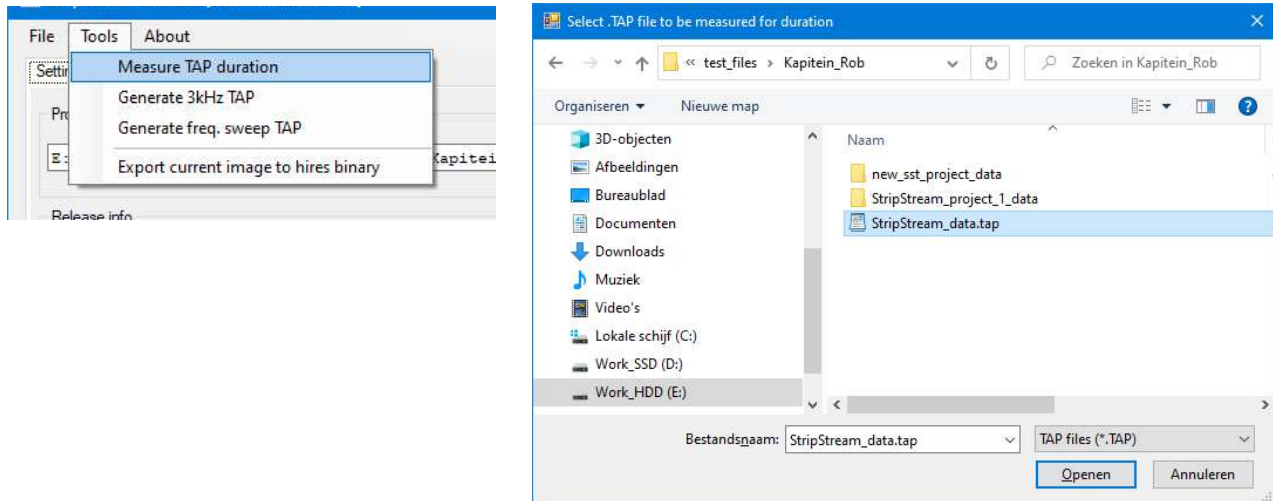 File Tools About
Measure TAP duration
Generate 3kHz TAP
Generate freq. sweep TAP
Export current image to hires binary
Settin
Pro
E:
Kapitei
Release info
Select .TAP file to be measured for duration
« test_files › Kapitein_Rob
Zoeken in Kapitein_Rob
Organiseren Nieuwe map
3D-objecten
Afbeeldingen
Bureaublad
Documenten
Downloads
Muziek
Video's
Lokale schijf (C:)
Work_SSD (D:)
Work_HDD (E:)
Naam
new_sst_project_data
StripStream_project_1_data
StripStream_data.tap
Bestandsnaam: StripStream_data.tap
TAP files (*.TAP)
Openen Annuleren